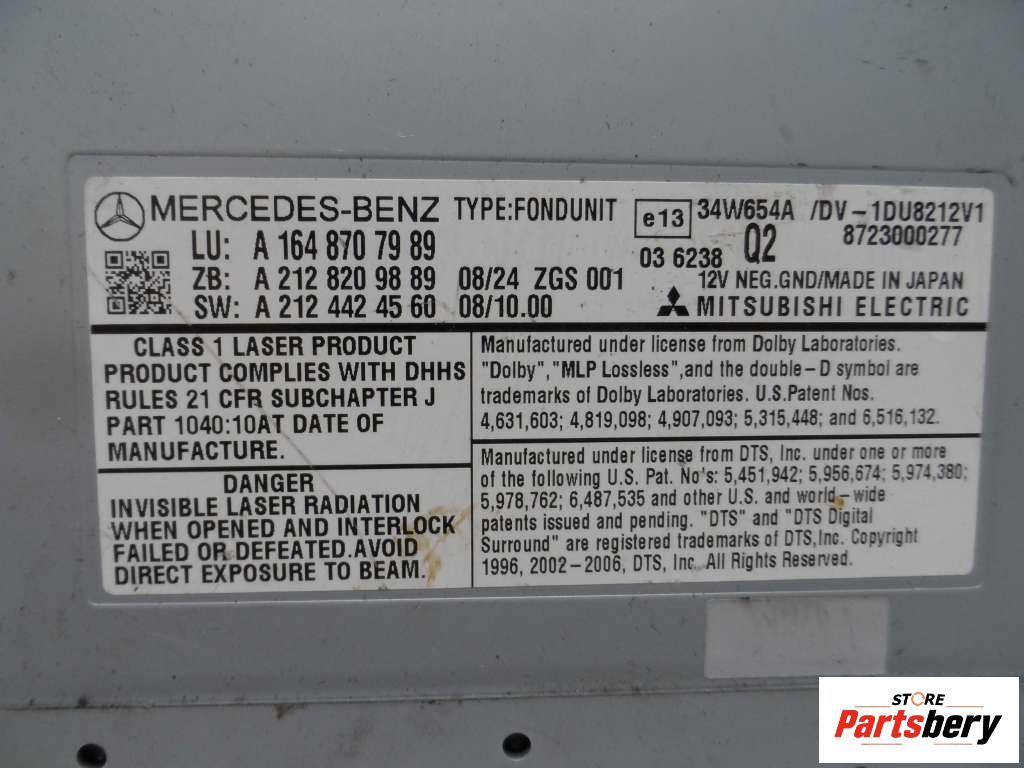 MERCEDES-BENZ TYPE:FONDUNIT e13 34W654A /DV-1DU8212V1
LU: A 164 870 79 89 03 6238 Q2 8723000277
ZB: A 212 820 98 89 08/24 ZGS 001 12V NEG.GND/MADE IN JAPAN
SW: A 212 442 45 60 08/10.00 MITSUBISHI ELECTRIC
CLASS 1 LASER PRODUCT
PRODUCT COMPLIES WITH DHHS
RULES 21 CFR SUBCHAPTER J
PART 1040:10AT DATE OF
MANUFACTURE.
DANGER
INVISIBLE LASER RADIATION
WHEN OPENED AND INTERLOCK
FAILED OR DEFEATED.AVOID
DIRECT EXPOSURE TO BEAM.
Manufactured under license from Dolby Laboratories.
"Dolby","MLP Lossless",and the double-D symbol are
trademarks of Dolby Laboratories. U.S.Patent Nos.
4,631,603; 4,819,098; 4,907,093; 5,315,448; and 6,516,132.
Manufactured under license from DTS, Inc. under one or more
of the following U.S. Pat. No's: 5,451,942; 5,956,674; 5,974,380;
5,978,762; 6,487,535 and other U.S. and world-wide
patents issued and pending. "DTS" and "DTS Digital
Surround" are registered trademarks of DTS,Inc. Copyright
1996, 2002-2006, DTS, Inc. All Rights Reserved.
STORE
Partsbery